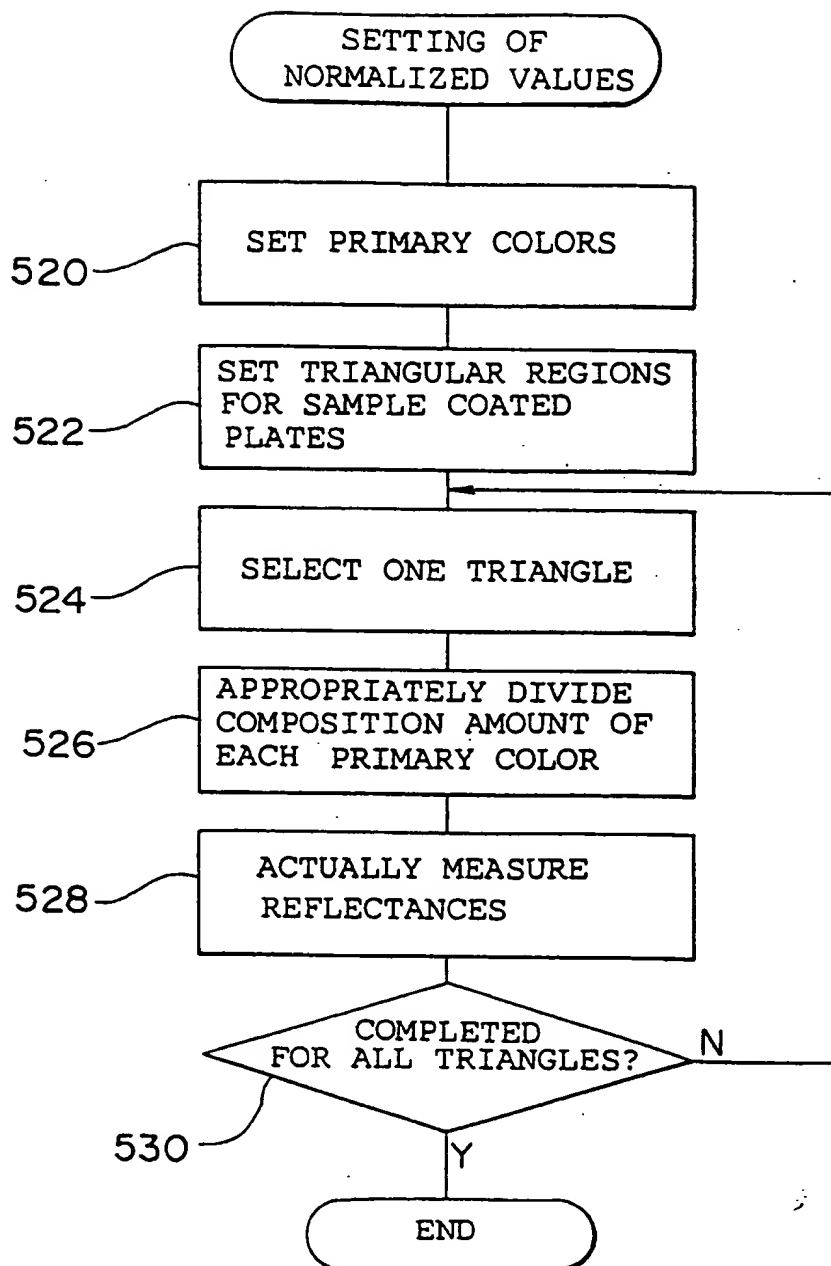 SETTING OF
NORMALIZED VALUES
SET PRIMARY COLORS
520
SET TRIANGULAR REGIONS
FOR SAMPLE COATED
PLATES
522
SELECT ONE TRIANGLE
524
APPROPRIATELY DIVIDE
COMPOSITION AMOUNT OF
EACH PRIMARY COLOR
526
ACTUALLY MEASURE
REFLECTANCES
528
COMPLETED
FOR ALL TRIANGLES?
N
530
Y
END